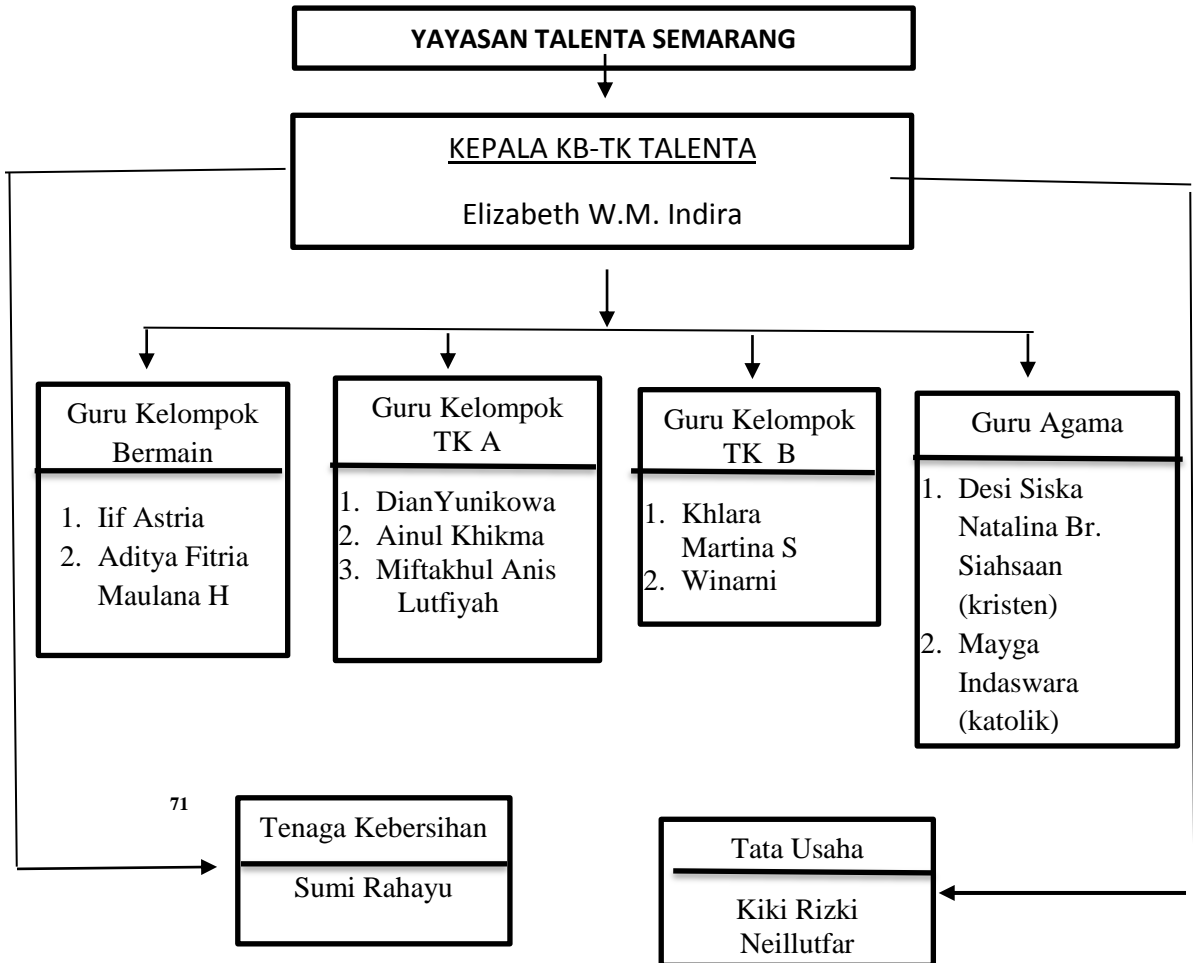 YAYASAN TALENTA SEMARANG
KEPALA KB-TK TALENTA
Elizabeth W.M. Indira
Guru Kelompok
Bermain
1. Iif Astria
2. Aditya Fitria
Maulana H
Guru Kelompok
TK A
1. DianYunikowa
2. Ainul Khikma
3. Miftakhul Anis
Lutfiyah
Guru Kelompok
TK B
1. Khlara
Martina S
2. Winarni
Guru Agama
1. Desi Siska
Natalina Br.
Siahsaan
(kristen)
2. Mayga
Indaswara
(katolik)
71
Tenaga Kebersihan
Sumi Rahayu
Tata Usaha
Kiki Rizki
Neillutfar